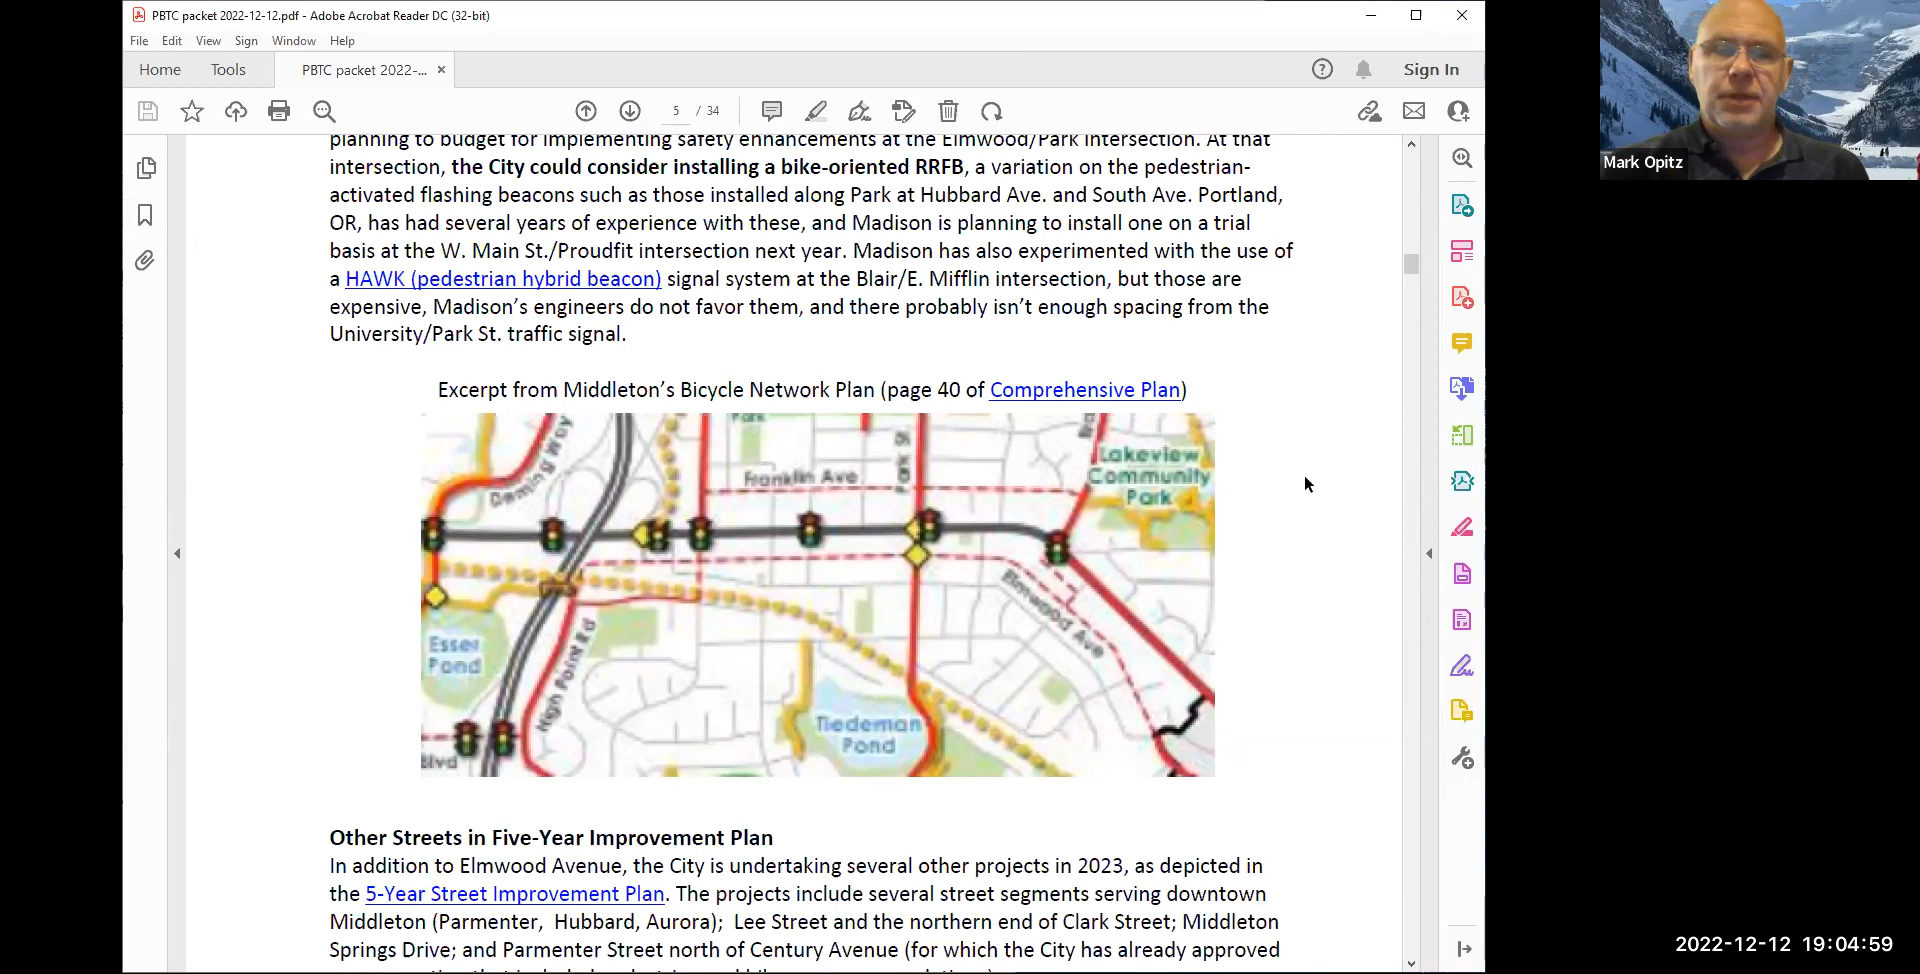 PBTC packet 2022-12-12.pdf - Adobe Acrobat Reader DC (32-bit)
File Edit View Sign Window Help
Home Tools PBTC packet 2022-... × Sign In
5 / 34
planning to budget for implementing safety enhancements at the Elmwood/Park intersection. At that
intersection, the City could consider installing a bike-oriented RRFB, a variation on the pedestrian-
activated flashing beacons such as those installed along Park at Hubbard Ave. and South Ave. Portland,
OR, has had several years of experience with these, and Madison is planning to install one on a trial
basis at the W. Main St./Proudfit intersection next year. Madison has also experimented with the use of
a HAWK (pedestrian hybrid beacon) signal system at the Blair/E. Mifflin intersection, but those are
expensive, Madison's engineers do not favor them, and there probably isn't enough spacing from the
University/Park St. traffic signal.
Excerpt from Middleton's Bicycle Network Plan (page 40 of Comprehensive Plan)
Park
Deming Way
Franklin Ave
Park St
Lakeview
Community
Park
Elmwood Ave
Esser
Pond
High Point Rd
Tiedeman
Pond
Blvd
Other Streets in Five-Year Improvement Plan
In addition to Elmwood Avenue, the City is undertaking several other projects in 2023, as depicted in
the 5-Year Street Improvement Plan. The projects include several street segments serving downtown
Middleton (Parmenter, Hubbard, Aurora); Lee Street and the northern end of Clark Street; Middleton
Springs Drive; and Parmenter Street north of Century Avenue (for which the City has already approved
Mark Opitz
2022-12-12 19:04:59